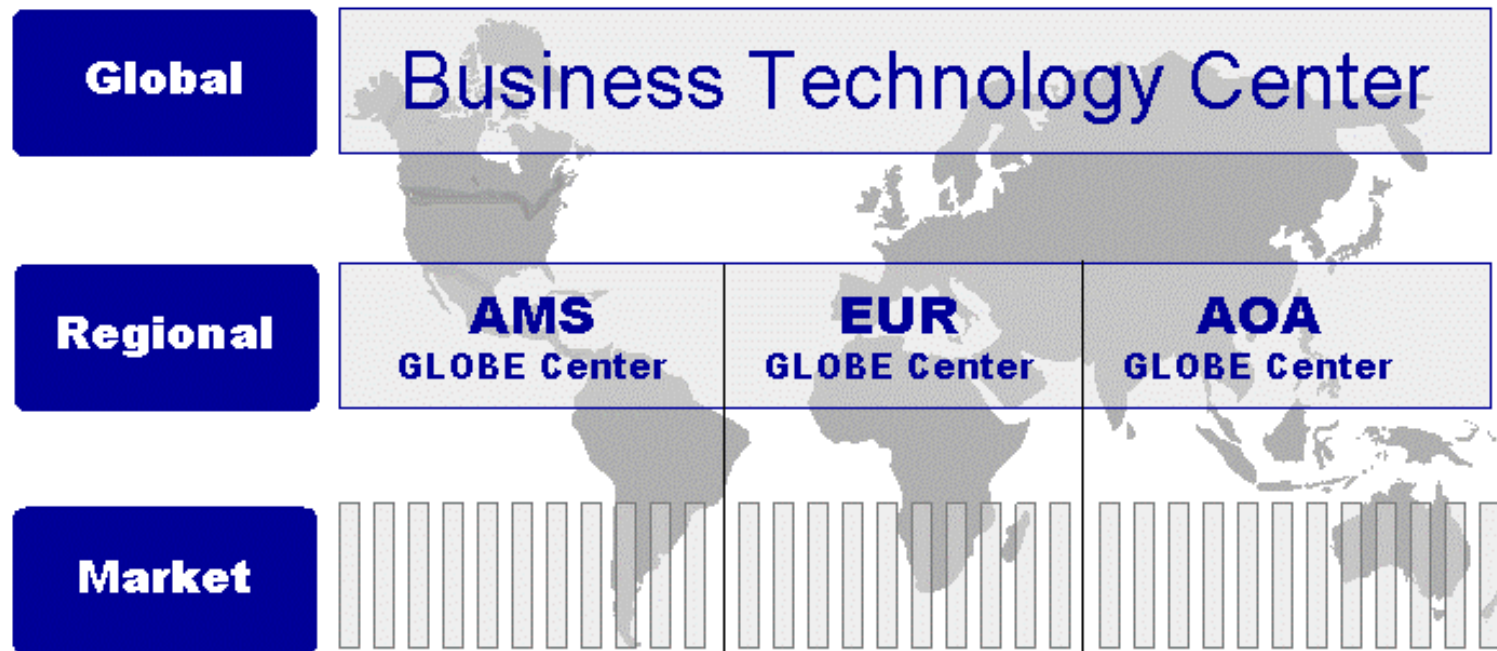 Global
Business Technology Center
Regional
AMS
GLOBE Center
EUR
GLOBE Center
AOA
GLOBE Center
Market